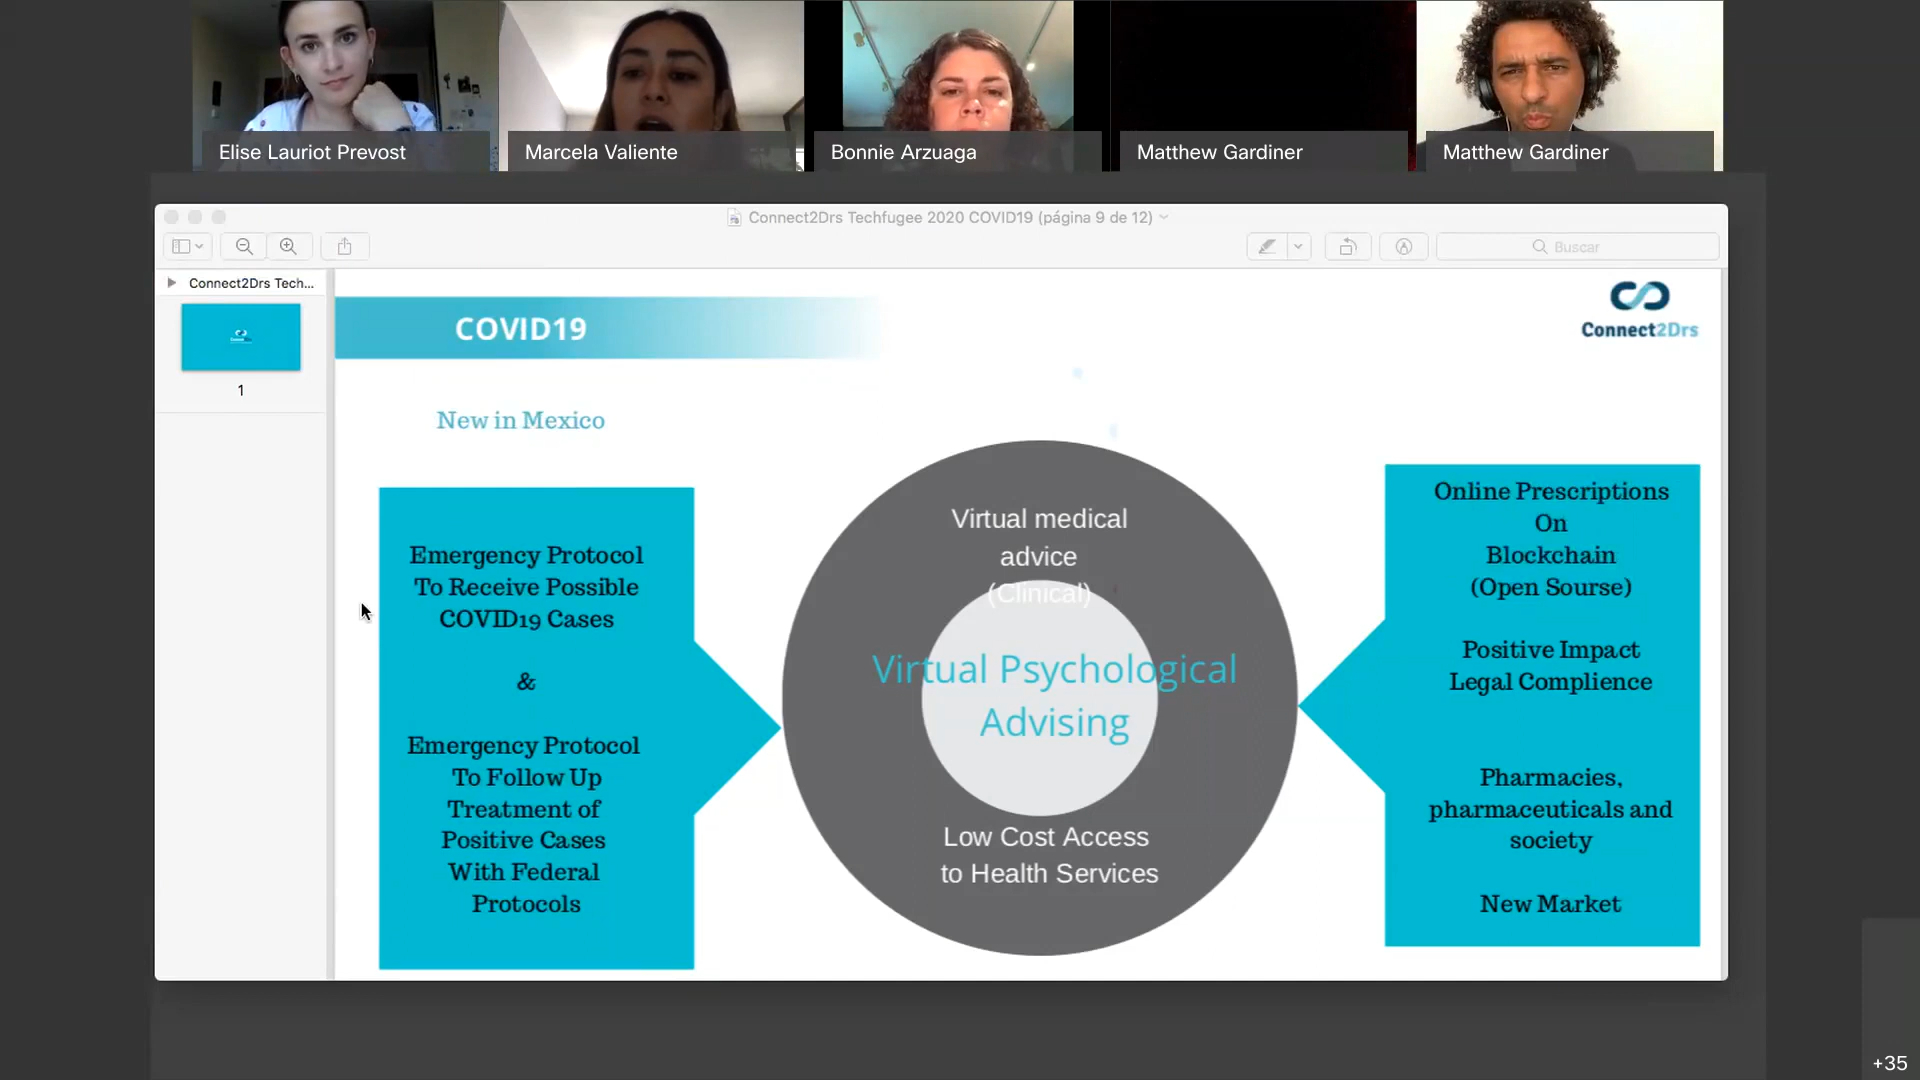 Elise Lauriot Prevost
Marcela Valiente
Bonnie Arzuaga
Matthew Gardiner
Matthew Gardiner
Connect2Drs Techfugee 2020 COVID19 (página 9 de 12)
Buscar
Connect2Drs Tech...
1
COVID19
Connect2Drs
New in Mexico
Emergency Protocol
To Receive Possible
COVID19 Cases
&
Emergency Protocol
To Follow Up
Treatment of
Positive Cases
With Federal
Protocols
Virtual medical
advice
(Clinical)
Virtual Psychological
Advising
Low Cost Access
to Health Services
Online Prescriptions
On
Blockchain
(Open Sourse)
Positive Impact
Legal Complience
Pharmacies,
pharmaceuticals and
society
New Market
+35